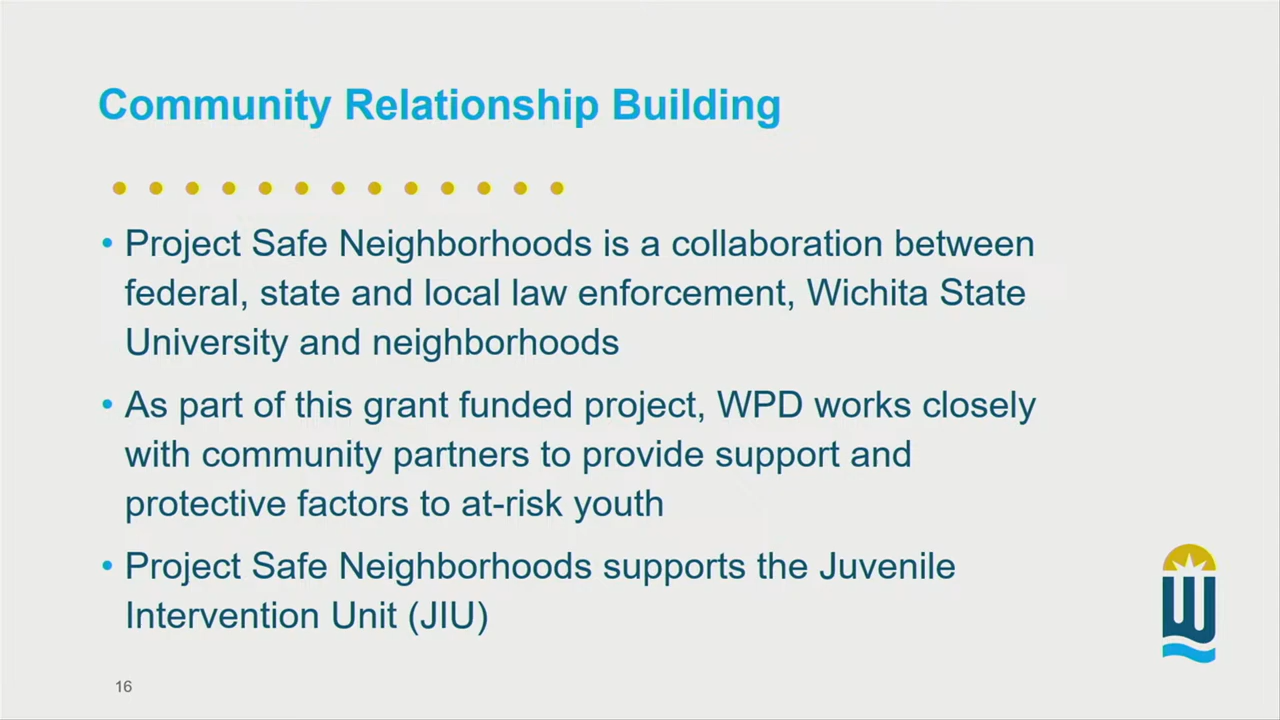 Community Relationship Building
• Project Safe Neighborhoods is a collaboration between
federal, state and local law enforcement, Wichita State
University and neighborhoods
• As part of this grant funded project, WPD works closely
with community partners to provide support and
protective factors to at-risk youth
• Project Safe Neighborhoods supports the Juvenile
Intervention Unit (JIU)
W
16